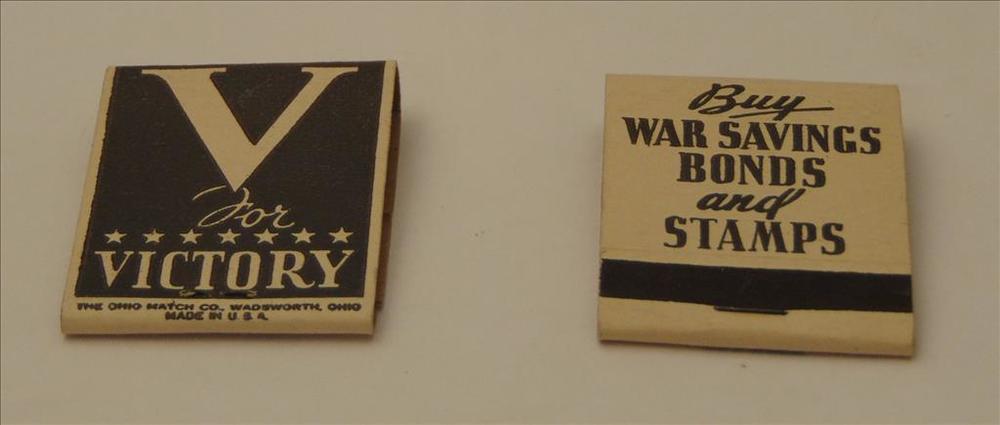 V
For
VICTORY
THE OHIO MATCH CO., WADSWORTH, OHIO
MADE IN U.S.A.
Buy
WAR SAVINGS
BONDS
and
STAMPS